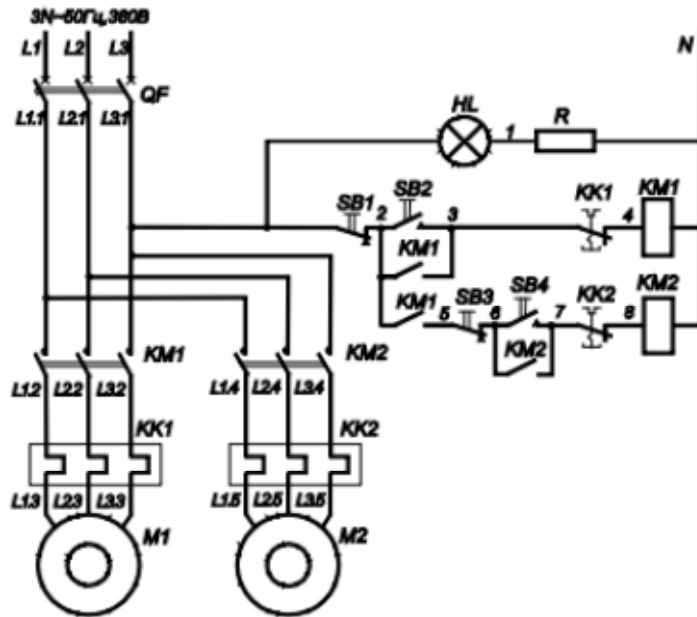 3N~50Гц,380В
L1 L2 L3 N
QF HL R
L1.1 L2.1 L3.1 1
SB1 2 SB2 3 KK1 4 KM1
KM1
KM1 5 SB3 6 SB4 7 KK2 8 KM2
KM2
KM1 KM2
L1.2 L2.2 L3.2 L1.4 L2.4 L3.4
KK1 KK2
L1.3 L2.3 L3.3 L1.5 L2.5 L3.5
M1 M2